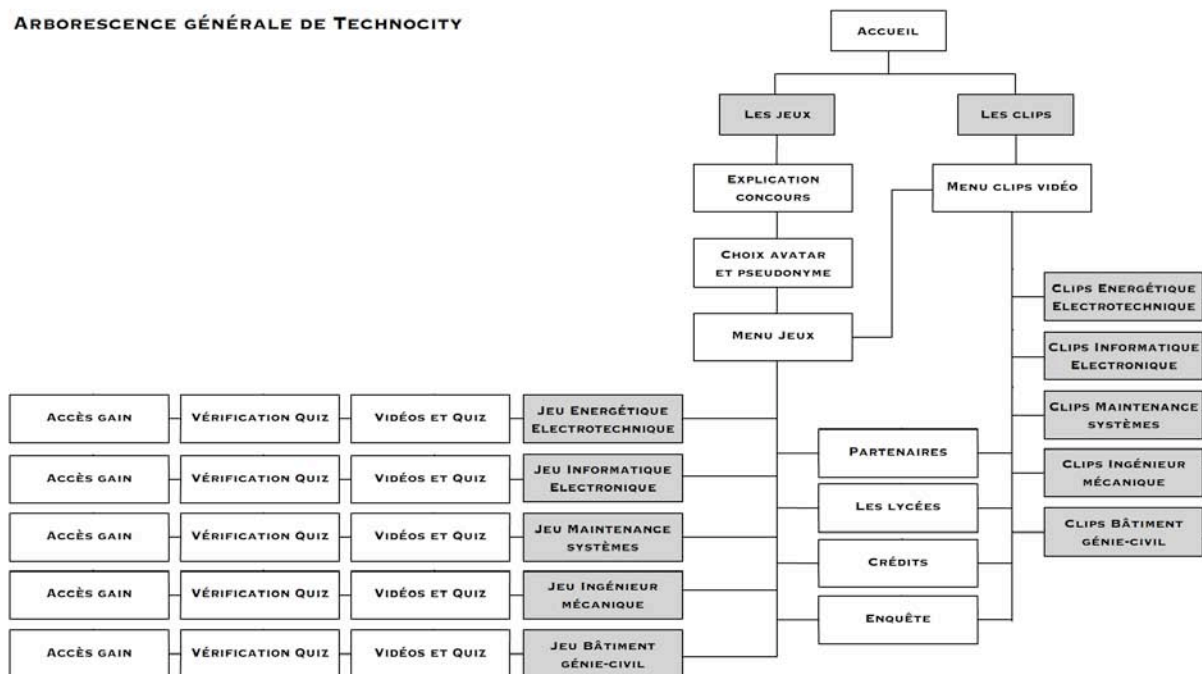 ARBORESCENCE GÉNÉRALE DE TECHNOCITY
ACCUEIL
LES JEUX
LES CLIPS
EXPLICATION
CONCOURS
MENU CLIPS VIDÉO
CHOIX AVATAR
ET PSEUDONYME
MENU JEUX
CLIPS ENERGÉTIQUE
ELECTROTECHNIQUE
CLIPS INFORMATIQUE
ELECTRONIQUE
CLIPS MAINTENANCE
SYSTÈMES
CLIPS INGÉNIEUR
MÉCANIQUE
CLIPS BÂTIMENT
GÉNIE-CIVIL
PARTENAIRES
LES LYCÉES
CRÉDITS
ENQUÊTE
ACCÈS GAIN
VÉRIFICATION QUIZ
VIDÉOS ET QUIZ
JEU ENERGÉTIQUE
ELECTROTECHNIQUE
ACCÈS GAIN
VÉRIFICATION QUIZ
VIDÉOS ET QUIZ
JEU INFORMATIQUE
ELECTRONIQUE
ACCÈS GAIN
VÉRIFICATION QUIZ
VIDÉOS ET QUIZ
JEU MAINTENANCE
SYSTÈMES
ACCÈS GAIN
VÉRIFICATION QUIZ
VIDÉOS ET QUIZ
JEU INGÉNIEUR
MÉCANIQUE
ACCÈS GAIN
VÉRIFICATION QUIZ
VIDÉOS ET QUIZ
JEU BÂTIMENT
GÉNIE-CIVIL